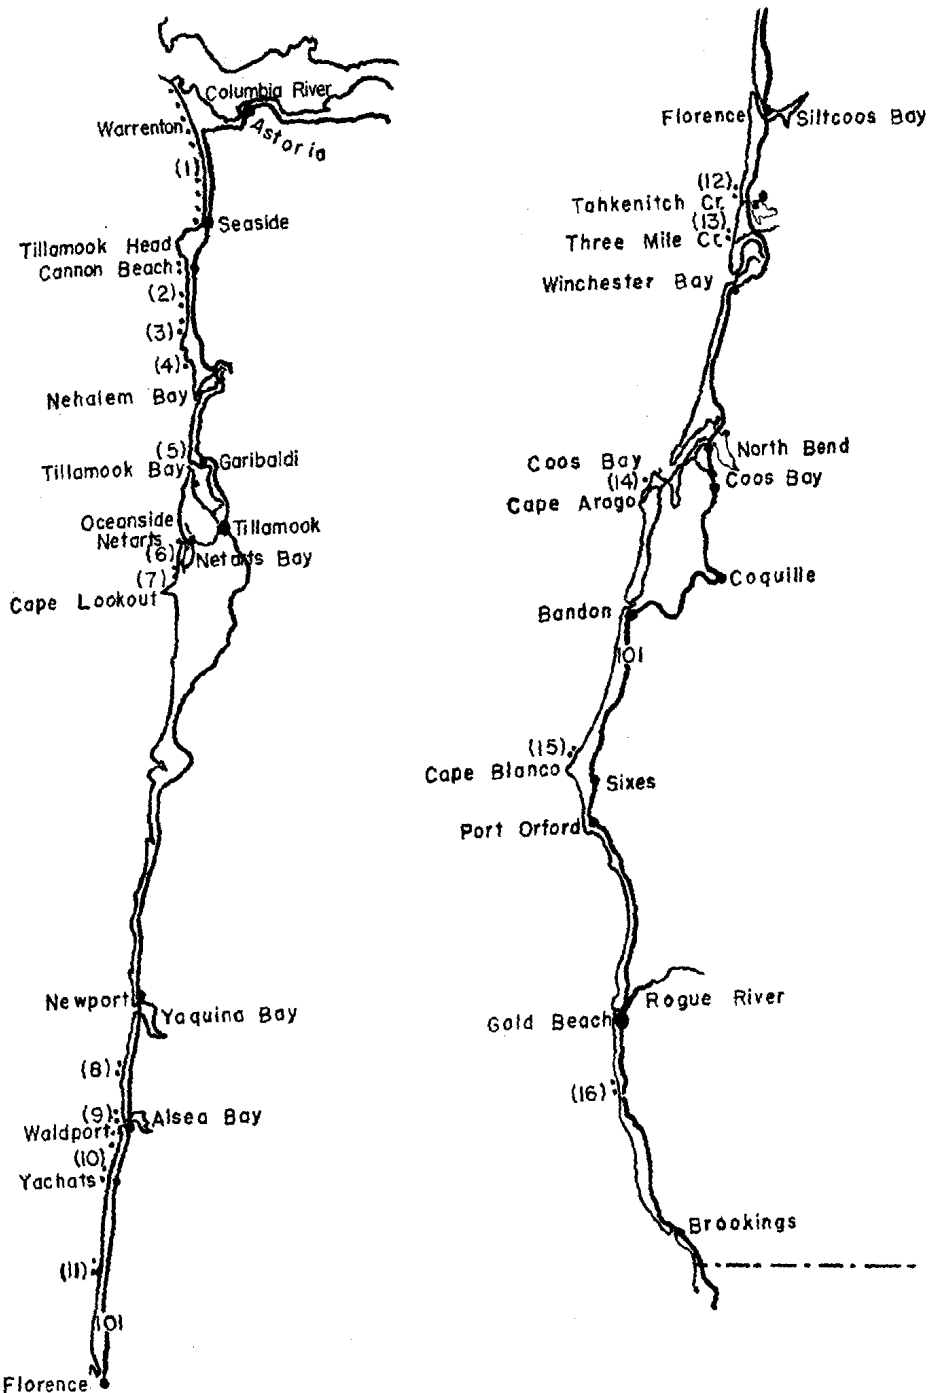 Columbia River
Warrenton
Astoria
(1)
Seaside
Tillamook Head
Cannon Beach
(2)
(3)
(4)
Nehalem Bay
(5)
Garibaldi
Tillamook Bay
Oceanside
Tillamook
Netarts
(6)
Netarts Bay
(7)
Cape Lookout
Newport
Yaquina Bay
(8)
(9)
Alsea Bay
Waldport
(10)
Yachats
(11)
101
Florence
Florence
Siltcoos Bay
(12)
Tahkenitch Cr.
(13)
Three Mile Cr.
Winchester Bay
North Bend
Coos Bay
(14)
Coos Bay
Cape Arago
Coquille
Bandon
101
(15)
Cape Blanco
Sixes
Port Orford
Rogue River
Gold Beach
(16)
Brookings